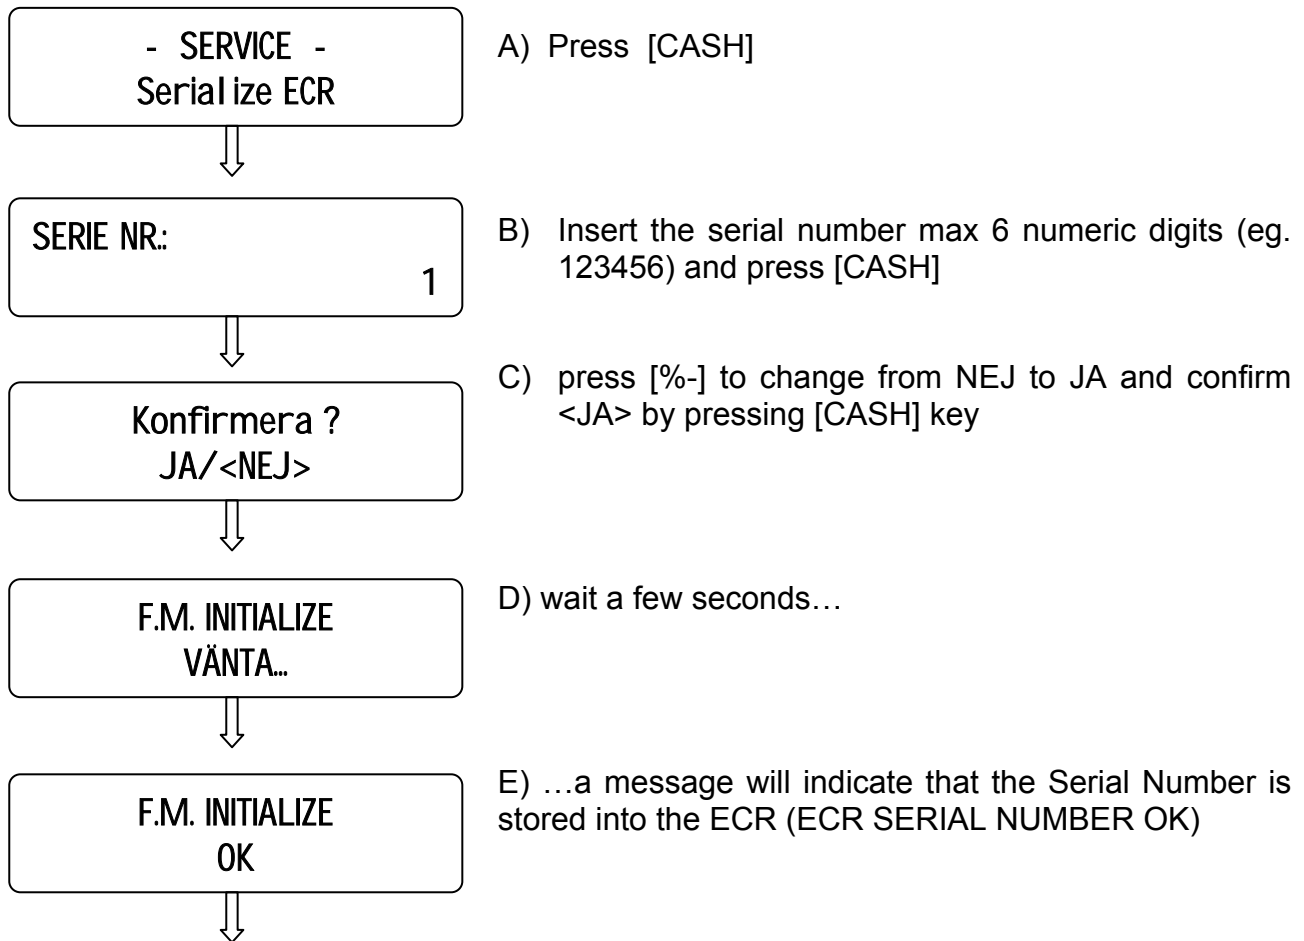 - SERVICE -
Serialize ECR
A) Press [CASH]
SERIE NR.:
1
B) Insert the serial number max 6 numeric digits (eg.
123456) and press [CASH]
Konfirmera ?
JA/<NEJ>
C) press [%-] to change from NEJ to JA and confirm
<JA> by pressing [CASH] key
F.M. INITIALIZE
VÄNTA...
D) wait a few seconds…
F.M. INITIALIZE
OK
E) …a message will indicate that the Serial Number is
stored into the ECR (ECR SERIAL NUMBER OK)